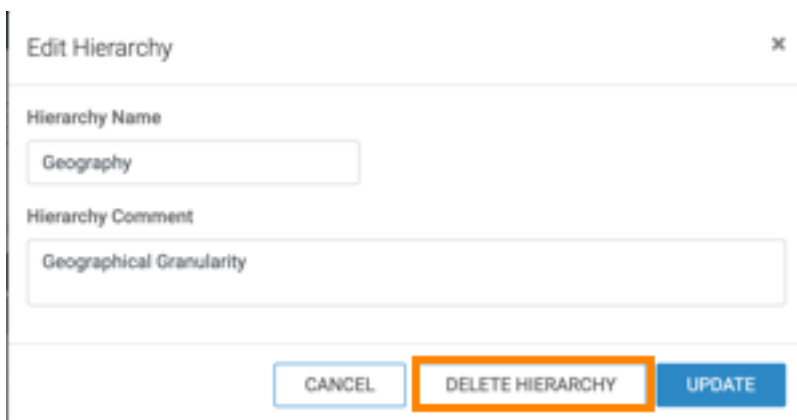 Edit Hierarchy
Hierarchy Name
Geography
Hierarchy Comment
Geographical Granularity
CANCEL DELETE HIERARCHY UPDATE